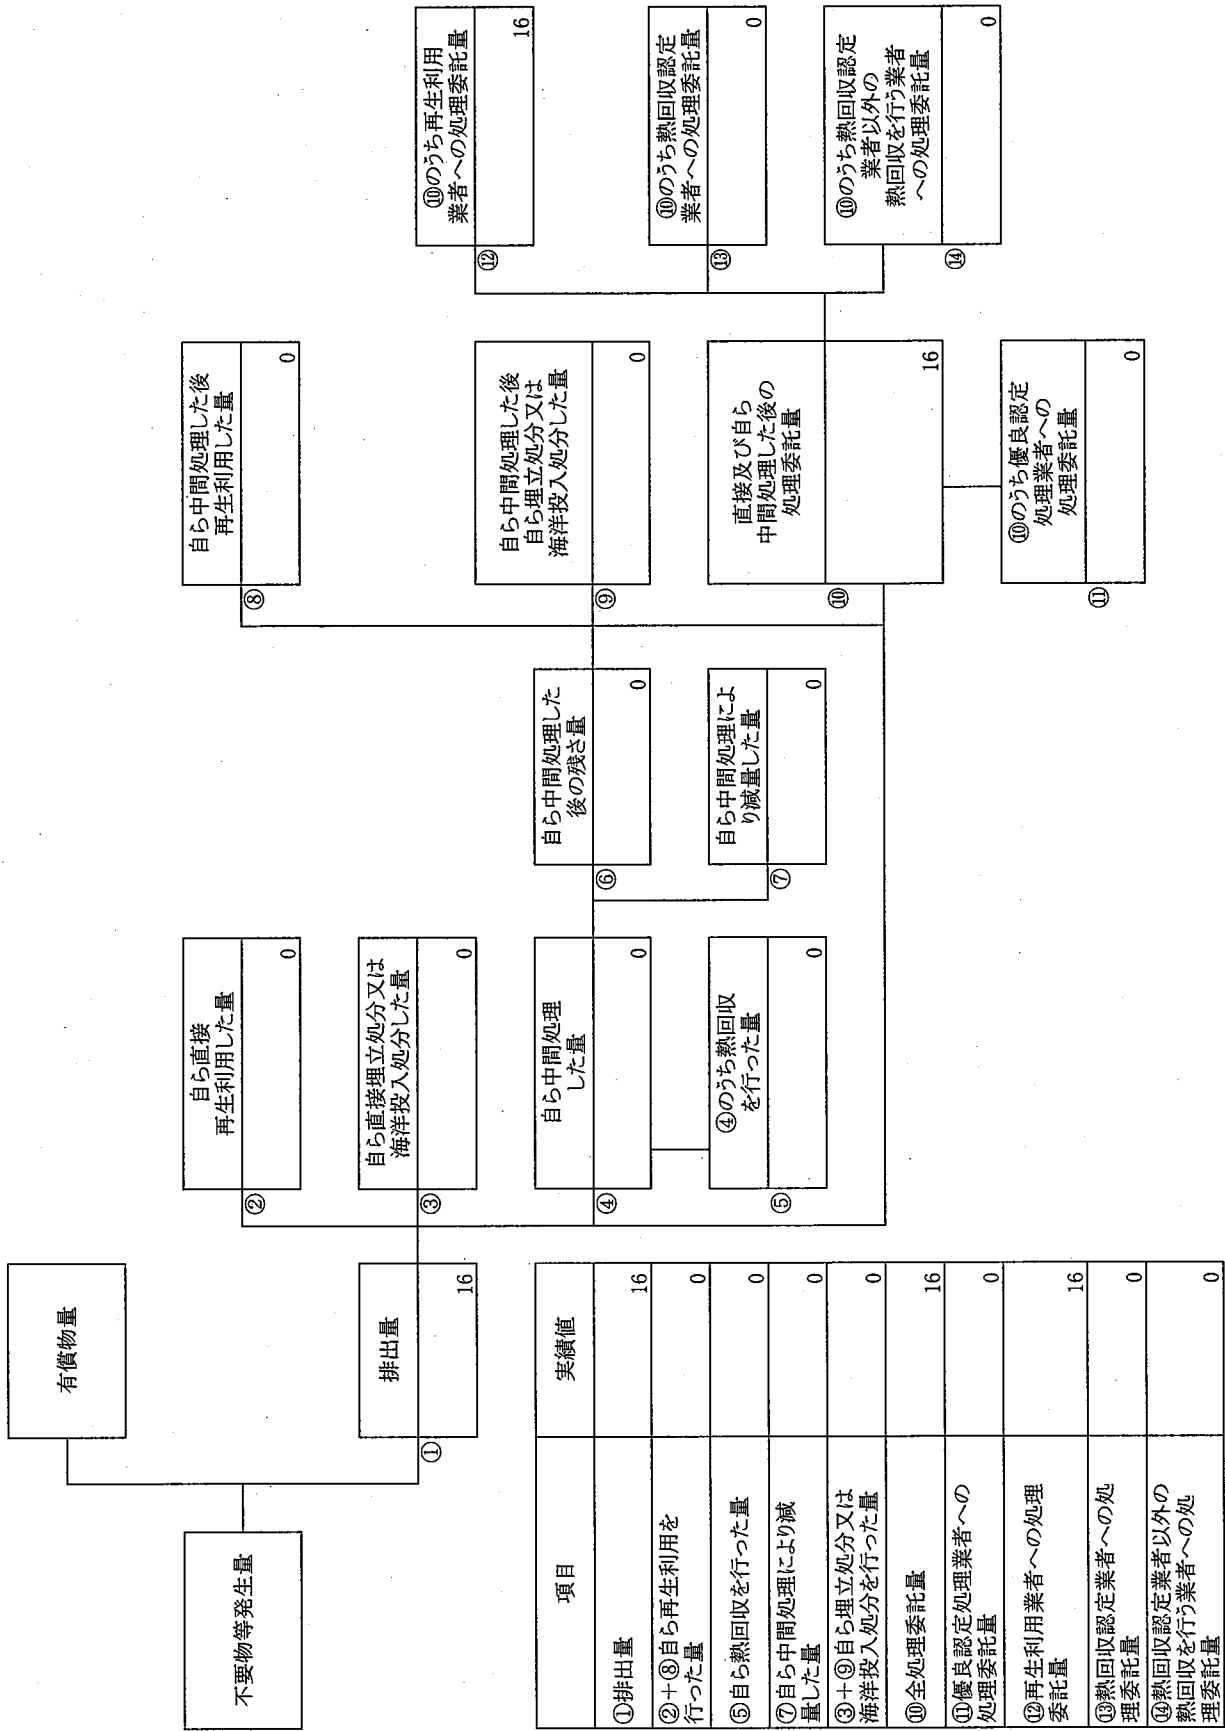 不要物等発生量
有償物量
排出量
①
16
自ら直接
再生利用した量
②
0
自ら直接埋立処分又は
海洋投入処分した量
③
0
自ら中間処理
した量
④
0
④のうち熱回収
を行った量
⑤
0
自ら中間処理した
後の残さ量
⑥
0
自ら中間処理によ
り減量した量
⑦
0
自ら中間処理した後
再生利用した量
⑧
0
自ら中間処理した後
自ら埋立処分又は
海洋投入処分した量
⑨
0
直接及び自ら
中間処理した後の
処理委託量
⑩
16
⑩のうち優良認定
処理業者への
処理委託量
⑪
0
⑩のうち再生利用
業者への処理委託量
⑫
16
⑩のうち熱回収認定
業者への処理委託量
⑬
0
⑩のうち熱回収認定
業者以外の
熱回収を行う業者
への処理委託量
⑭
0
項目 実績値
①排出量 16
②+⑧自ら再生利用を
行った量 0
⑤自ら熱回収を行った量 0
⑦自ら中間処理により減
量した量 0
③+⑨自ら埋立処分又は
海洋投入処分を行った量 0
⑩全処理委託量 16
⑪優良認定処理業者への
処理委託量 0
⑫再生利用業者への処理
委託量 16
⑬熱回収認定業者への処
理委託量 0
⑭熱回収認定業者以外の
熱回収を行う業者への処
理委託量 0